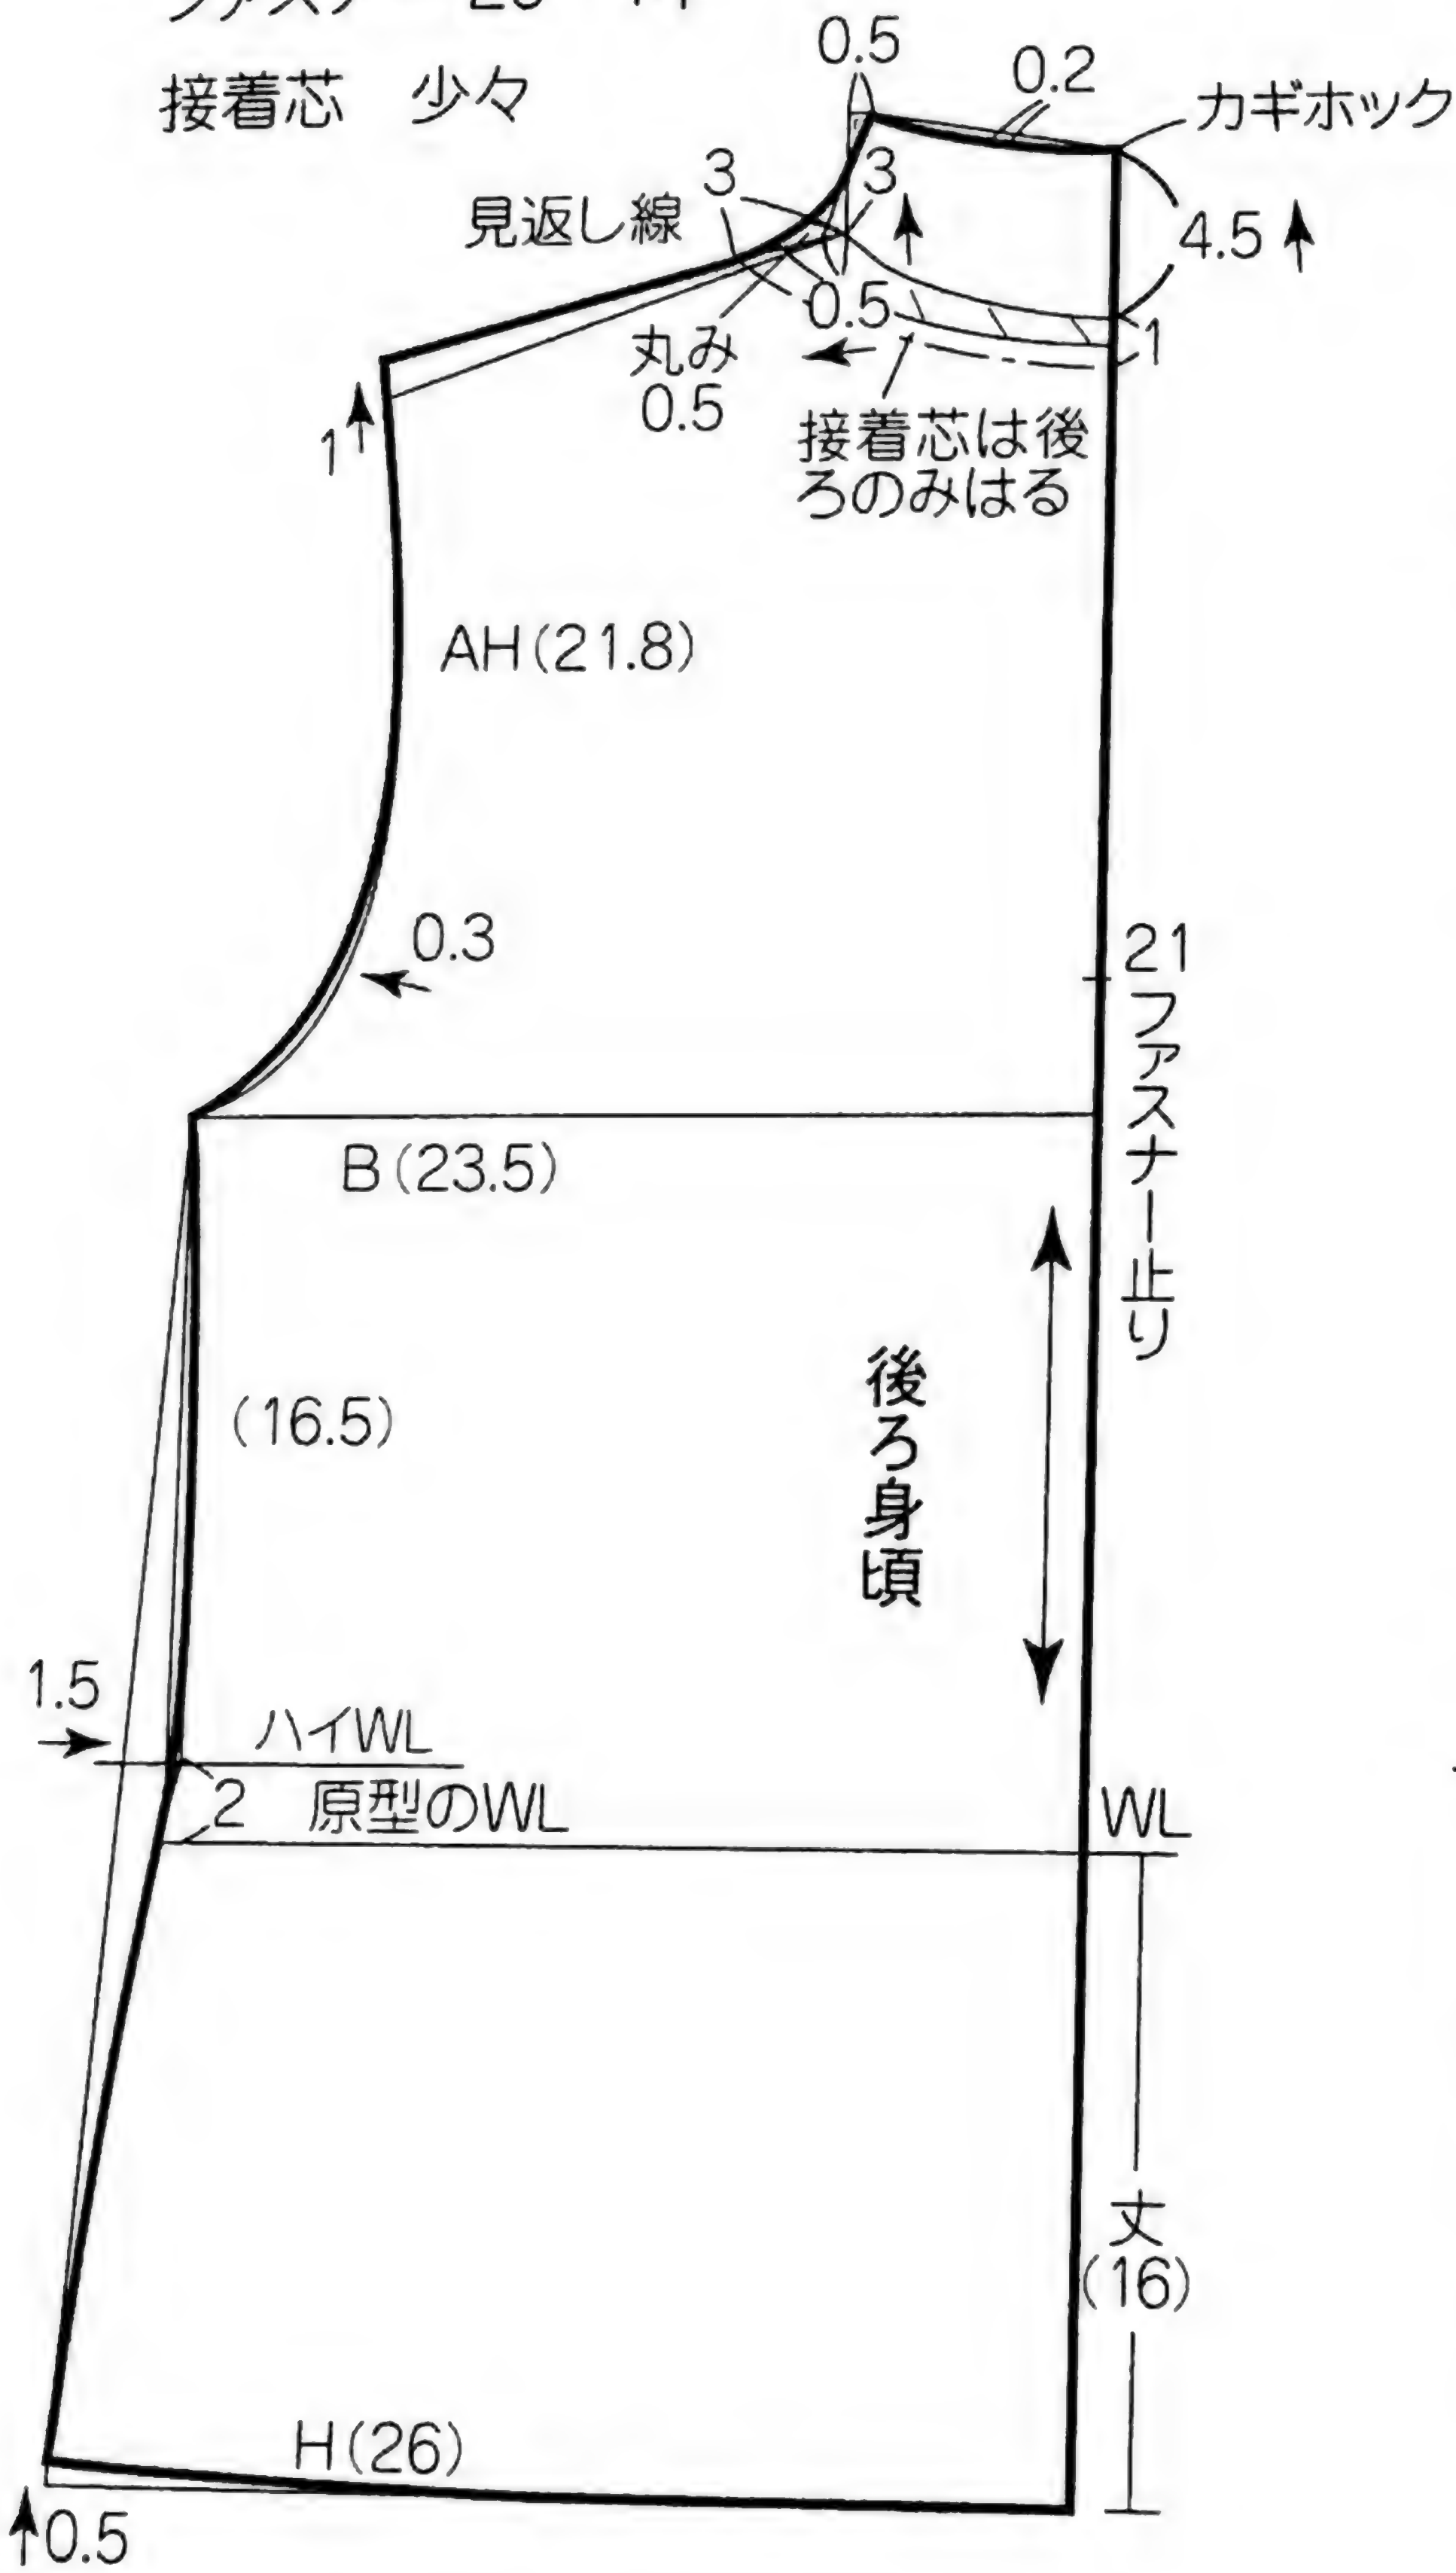 接着芯 少々
0.5
0.2
カギホック
3
3
見返し線
4.5
0.5
1
丸み
0.5
接着芯は後
ろのみはる
1
AH(21.8)
0.3
21
ファスナー止り
B(23.5)
(16.5)
後ろ身頃
1.5
ハイWL
2
原型のWL
WL
丈
(16)
H(26)
0.5